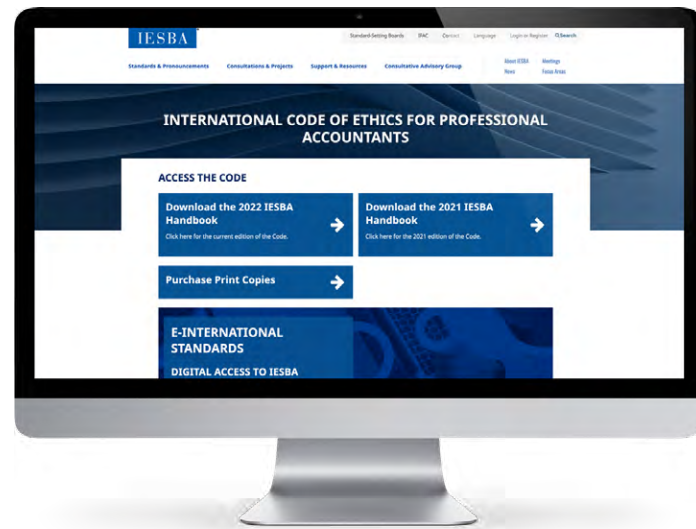 IESBA
Standard-Setting Boards IFAC Contact Language Login or Register Search
Standards & Pronouncements Consultations & Projects Support & Resources Consultative Advisory Group About IESBA Meetings
News Focus Areas
INTERNATIONAL CODE OF ETHICS FOR PROFESSIONAL
ACCOUNTANTS
ACCESS THE CODE
Download the 2022 IESBA
Handbook
Click here for the current edition of the Code.
Download the 2021 IESBA
Handbook
Click here for the 2021 edition of the Code.
Purchase Print Copies
E-INTERNATIONAL
STANDARDS
DIGITAL ACCESS TO IESBA